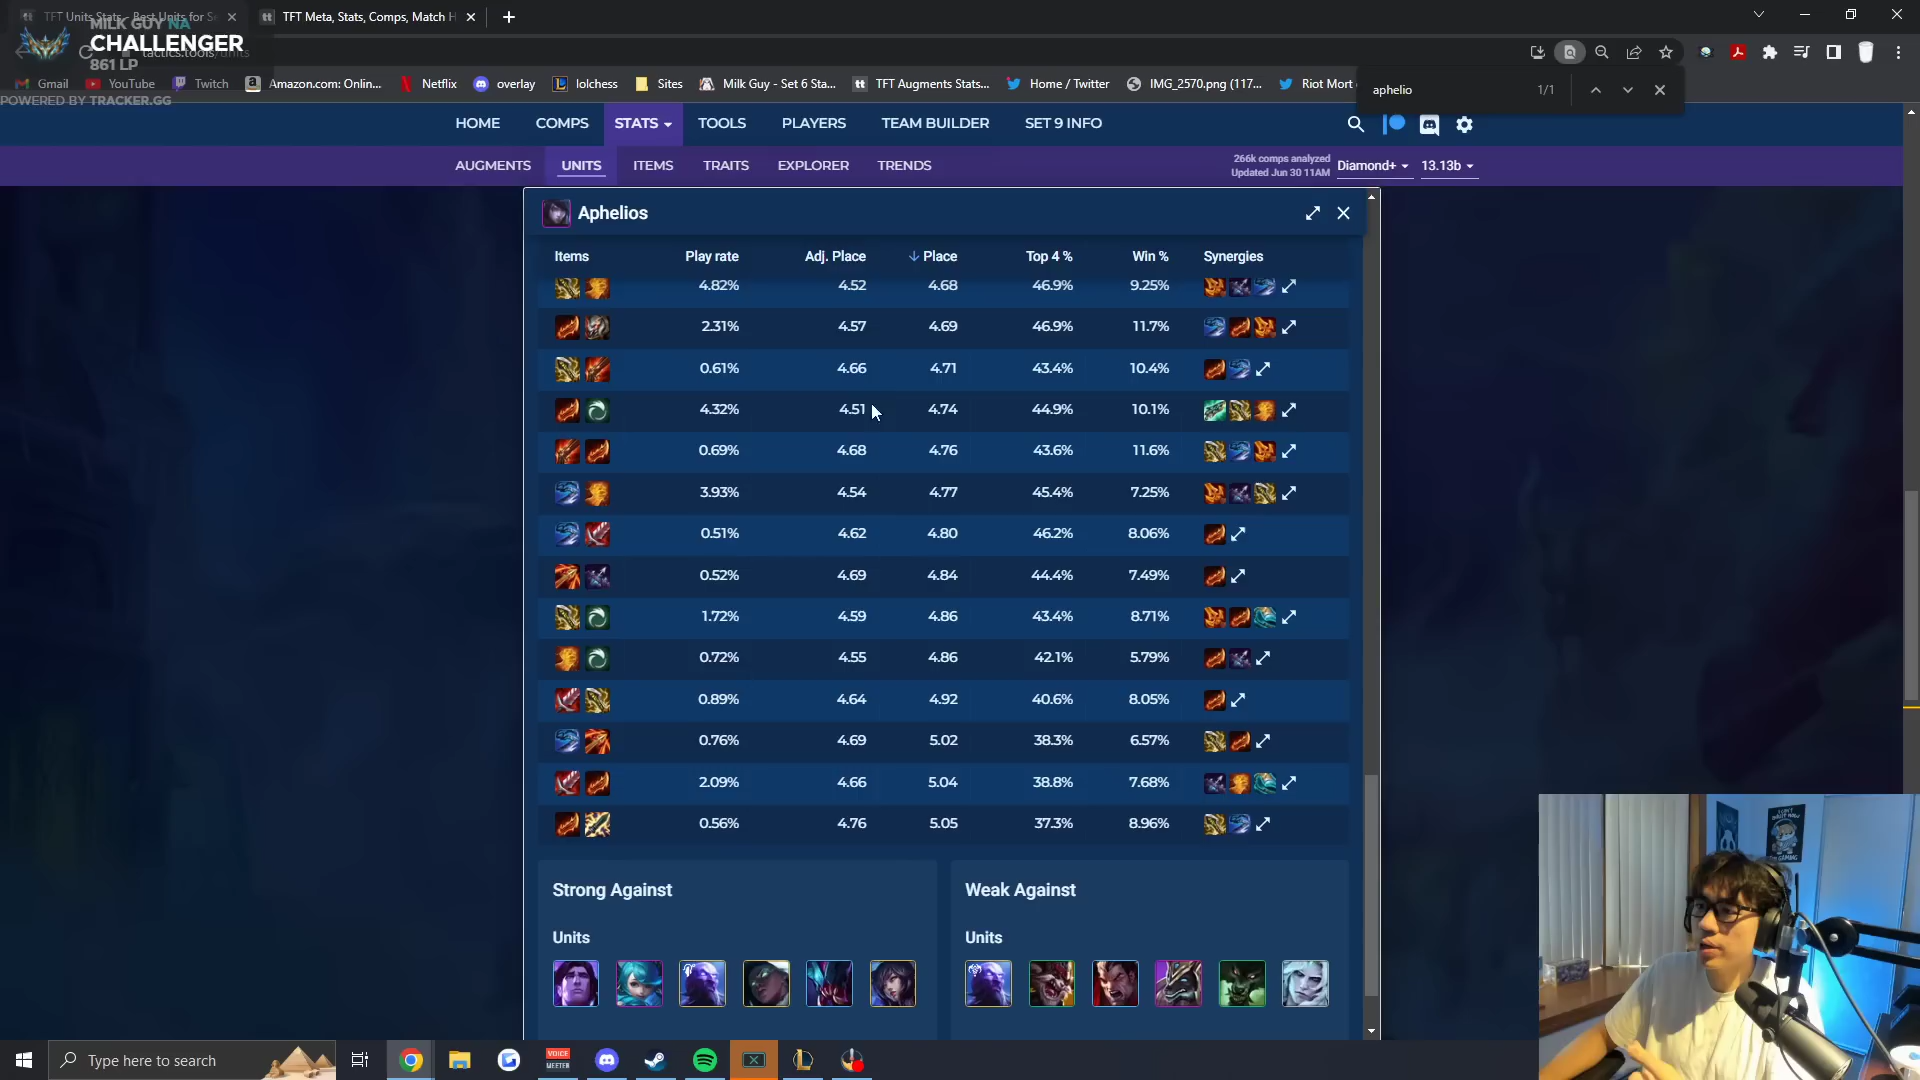 TFT Units Stats - Best Units for Se
TFT Meta, Stats, Comps, Match H
MILK GUY NA
CHALLENGER
861 LP
tactics.tools/units
POWERED BY TRACKER.GG
Gmail
YouTube
Twitch
Amazon.com: Onlin...
Netflix
overlay
lolchess
Sites
Milk Guy - Set 6 Sta...
TFT Augments Stats...
Home / Twitter
IMG_2570.png (117...
Riot Mort
aphelio
1/1
HOME
COMPS
STATS
TOOLS
PLAYERS
TEAM BUILDER
SET 9 INFO
AUGMENTS
UNITS
ITEMS
TRAITS
EXPLORER
TRENDS
266k comps analyzed
Updated Jun 30 11AM
Diamond+
13.13b
Aphelios
Items Play rate Adj. Place Place Top 4 % Win % Synergies
4.82% 4.52 4.68 46.9% 9.25%
2.31% 4.57 4.69 46.9% 11.7%
0.61% 4.66 4.71 43.4% 10.4%
4.32% 4.51 4.74 44.9% 10.1%
0.69% 4.68 4.76 43.6% 11.6%
3.93% 4.54 4.77 45.4% 7.25%
0.51% 4.62 4.80 46.2% 8.06%
0.52% 4.69 4.84 44.4% 7.49%
1.72% 4.59 4.86 43.4% 8.71%
0.72% 4.55 4.86 42.1% 5.79%
0.89% 4.64 4.92 40.6% 8.05%
0.76% 4.69 5.02 38.3% 6.57%
2.09% 4.66 5.04 38.8% 7.68%
0.56% 4.76 5.05 37.3% 8.96%
Strong Against
Weak Against
Units
Units
Type here to search
VOICE
MEETER